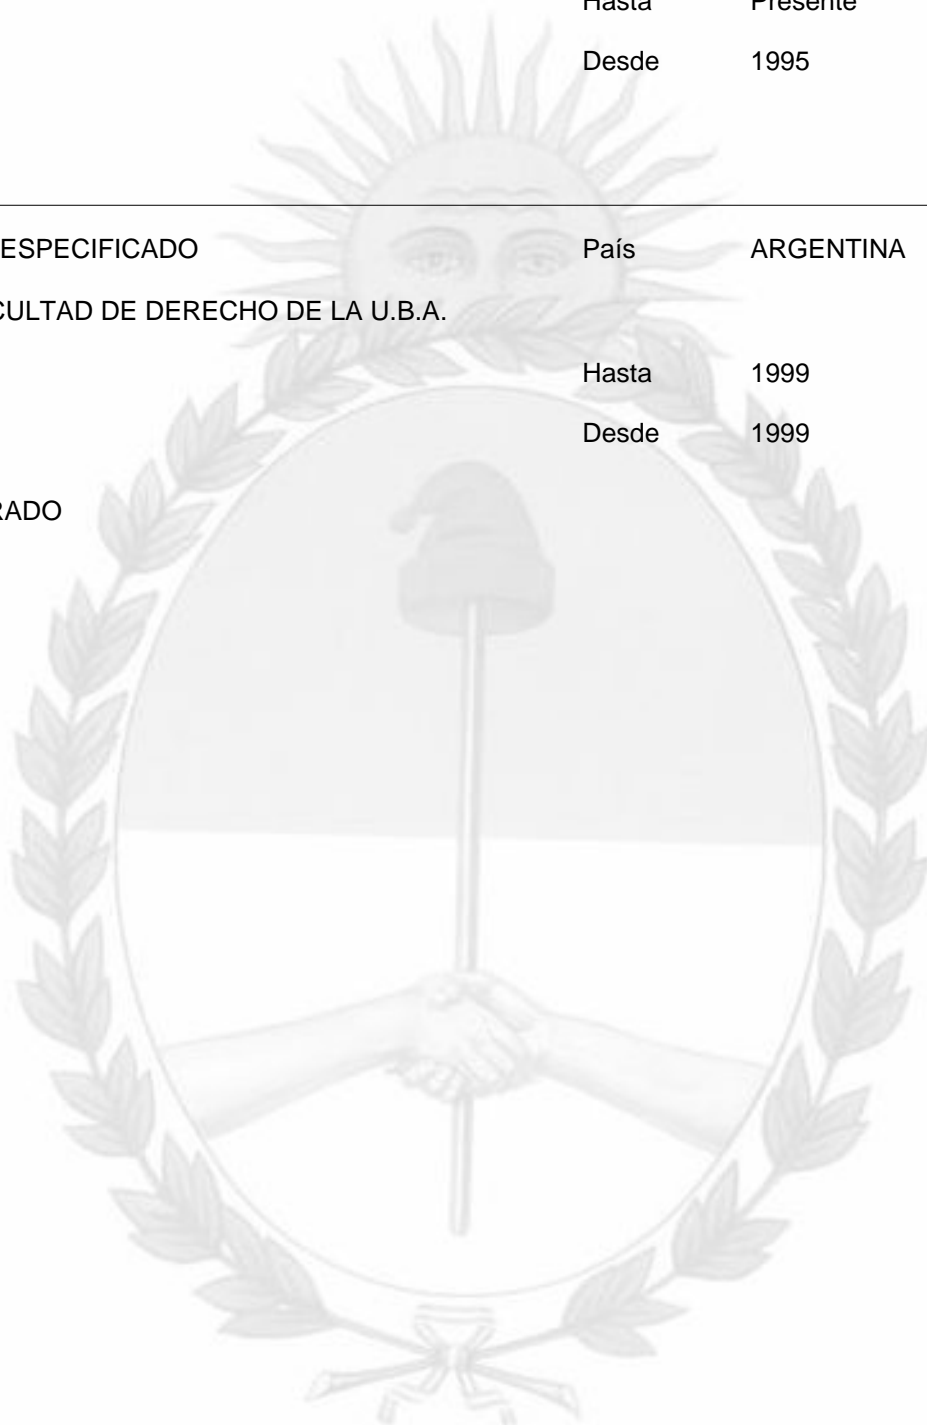 Hasta Presente
Desde 1995
ESPECIFICADO País ARGENTINA
CULTAD DE DERECHO DE LA U.B.A.
Hasta 1999
Desde 1999
RADO